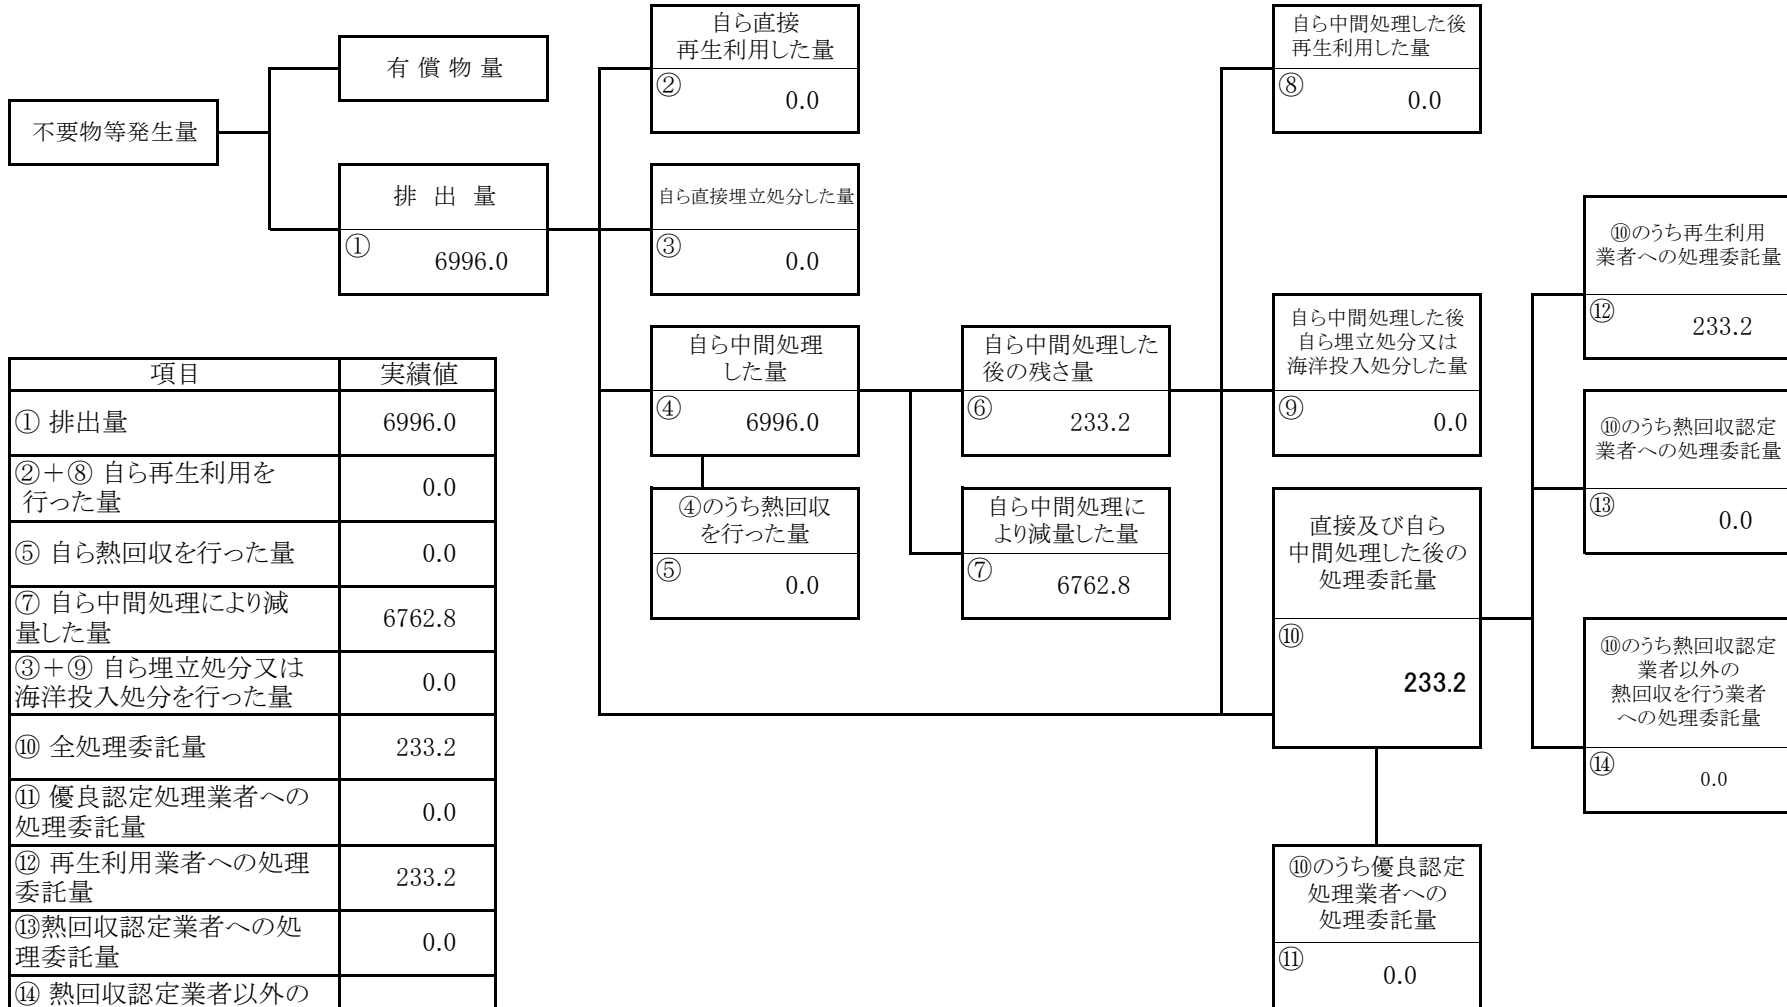 不要物等発生量
有 償 物 量
排 出 量
①
6996.0
自ら直接
再生利用した量
②
0.0
自ら直接埋立処分した量
③
0.0
自ら中間処理
した量
④
6996.0
④のうち熱回収
を行った量
⑤
0.0
自ら中間処理した
後の残さ量
⑥
233.2
自ら中間処理に
より減量した量
⑦
6762.8
自ら中間処理した後
再生利用した量
⑧
0.0
自ら中間処理した後
自ら埋立処分又は
海洋投入処分した量
⑨
0.0
直接及び自ら
中間処理した後の
処理委託量
⑩
233.2
⑩のうち優良認定
処理業者への
処理委託量
⑪
0.0
⑩のうち再生利用
業者への処理委託量
⑫
233.2
⑩のうち熱回収認定
業者への処理委託量
⑬
0.0
⑩のうち熱回収認定
業者以外の
熱回収を行う業者
への処理委託量
⑭
0.0
項目 実績値
① 排出量 6996.0
②+⑧ 自ら再生利用を
行った量 0.0
⑤ 自ら熱回収を行った量 0.0
⑦ 自ら中間処理により減
量した量 6762.8
③+⑨ 自ら埋立処分又は
海洋投入処分を行った量 0.0
⑩ 全処理委託量 233.2
⑪ 優良認定処理業者への
処理委託量 0.0
⑫ 再生利用業者への処理
委託量 233.2
⑬熱回収認定業者への処
理委託量 0.0
⑭ 熱回収認定業者以外の